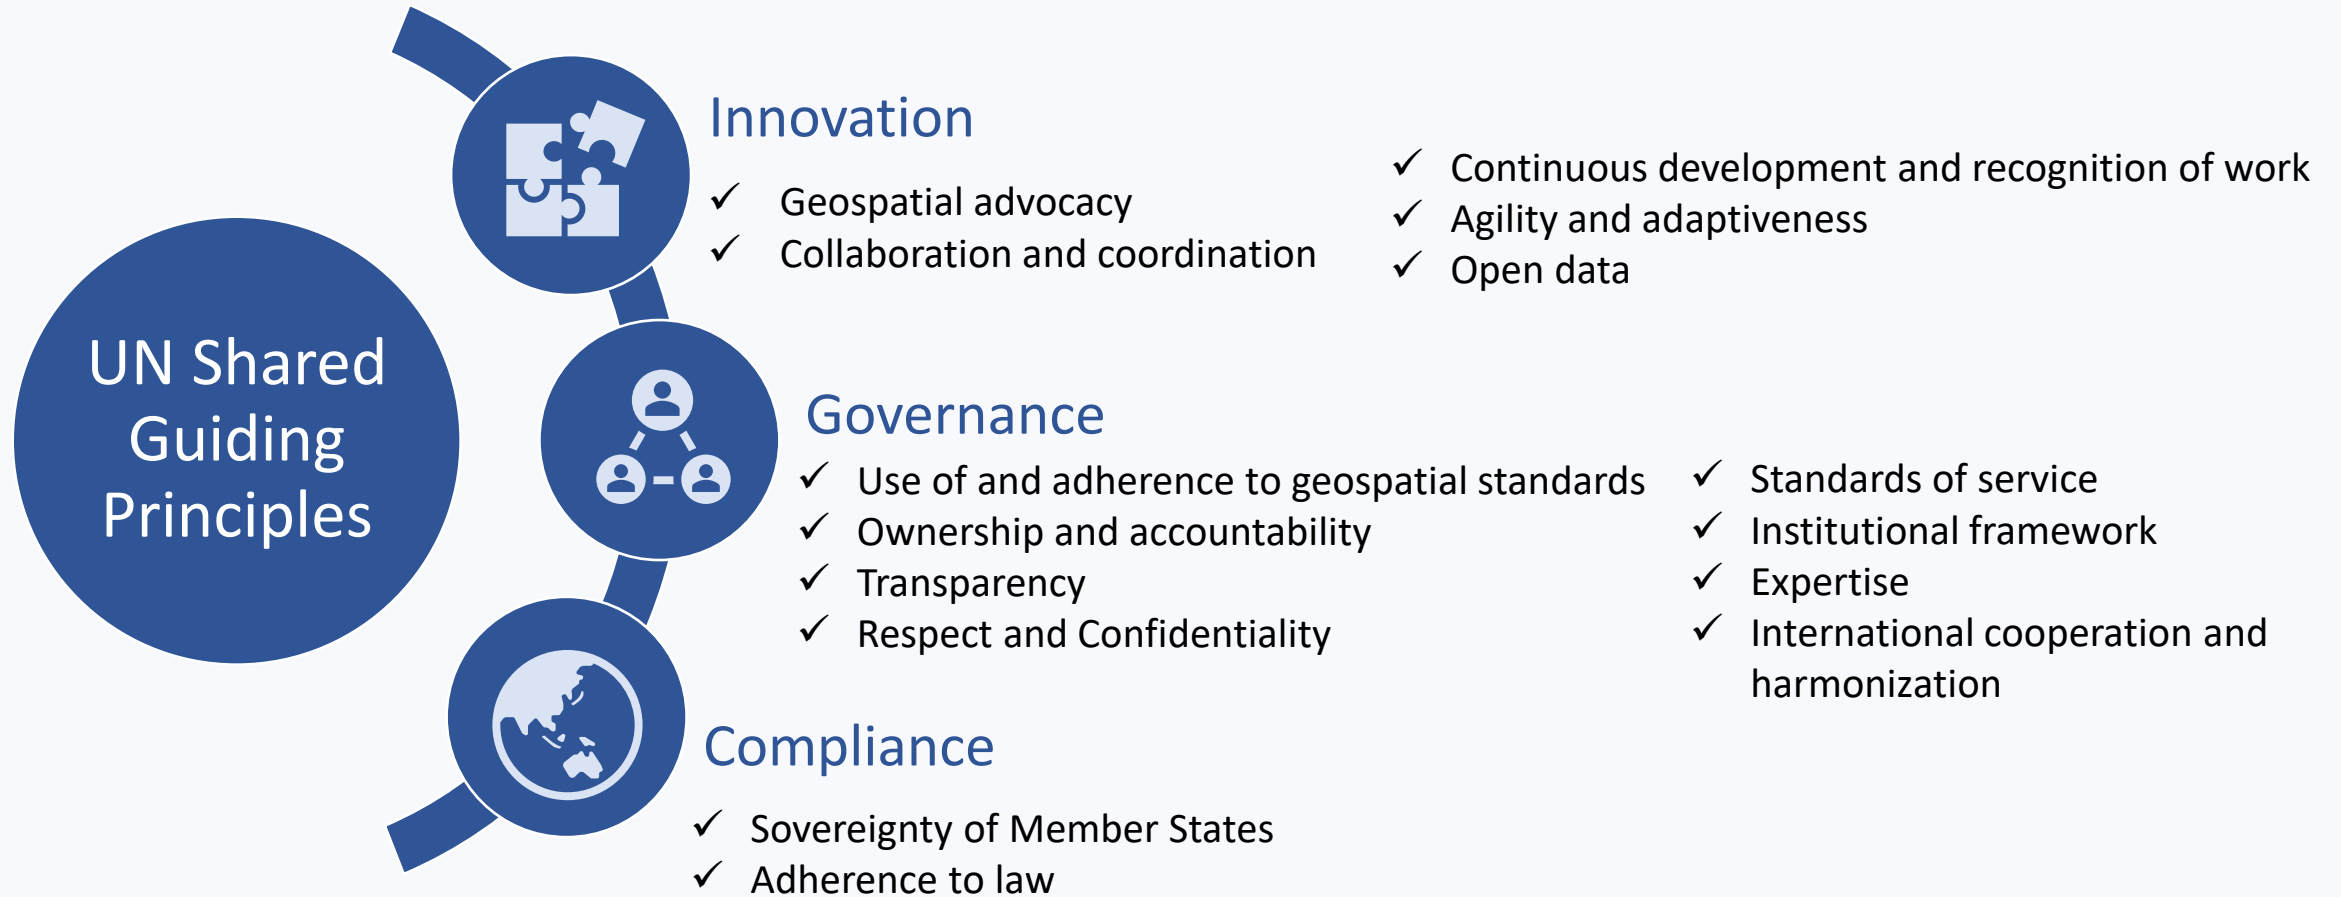 UN Shared
Guiding
Principles
Innovation
✓ Geospatial advocacy
✓ Collaboration and coordination
✓ Continuous development and recognition of work
✓ Agility and adaptiveness
✓ Open data
Governance
✓ Use of and adherence to geospatial standards
✓ Ownership and accountability
✓ Transparency
✓ Respect and Confidentiality
✓ Standards of service
✓ Institutional framework
✓ Expertise
✓ International cooperation and
harmonization
Compliance
✓ Sovereignty of Member States
✓ Adherence to law